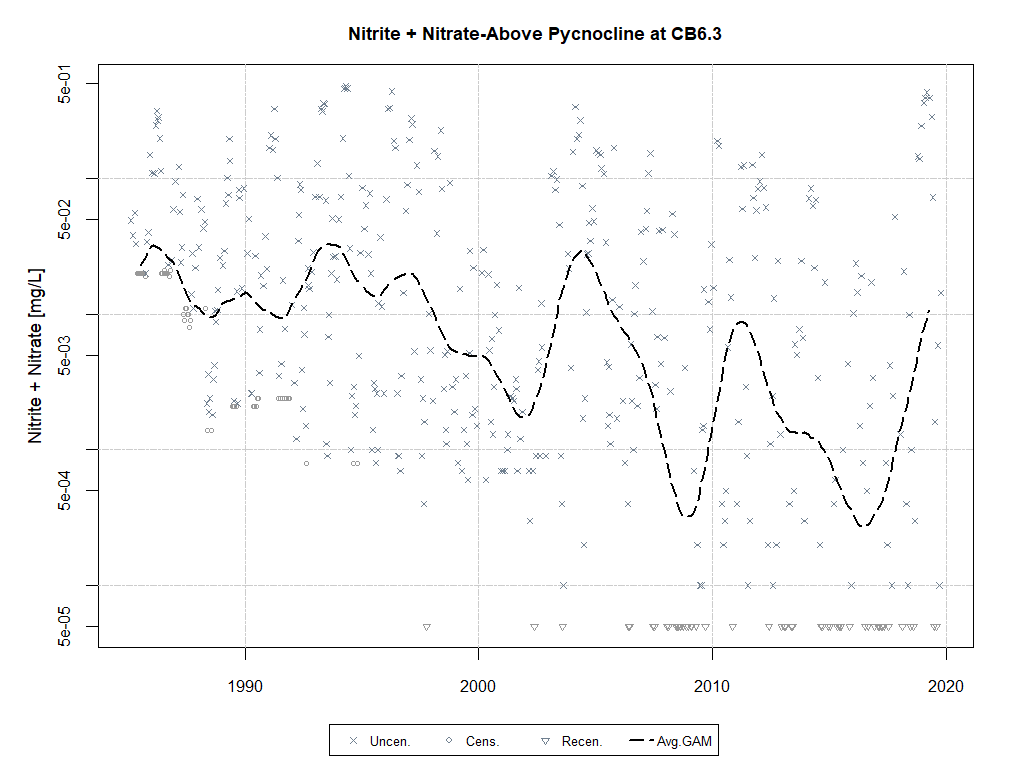 Nitrite + Nitrate-Above Pycnocline at CB6.3
Nitrite + Nitrate [mg/L]
5e-01
5e-02
5e-03
5e-04
5e-05
1990 2000 2010 2020
Uncen. Cens. Recen. Avg.GAM